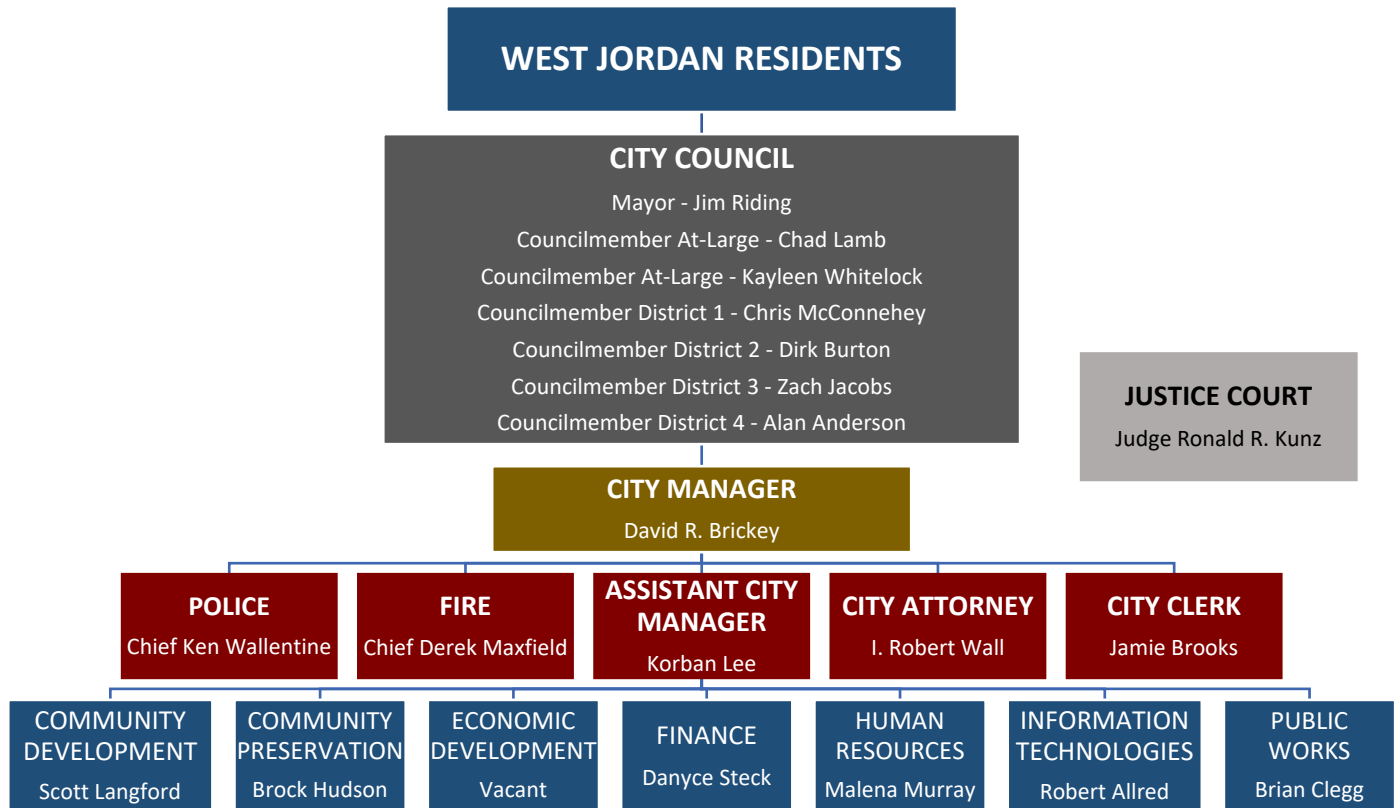 WEST JORDAN RESIDENTS
CITY COUNCIL
Mayor - Jim Riding
Councilmember At-Large - Chad Lamb
Councilmember At-Large - Kayleen Whitelock
Councilmember District 1 - Chris McConnehey
Councilmember District 2 - Dirk Burton
Councilmember District 3 - Zach Jacobs
Councilmember District 4 - Alan Anderson
JUSTICE COURT
Judge Ronald R. Kunz
CITY MANAGER
David R. Brickey
POLICE
Chief Ken Wallentine
FIRE
Chief Derek Maxfield
ASSISTANT CITY
MANAGER
Korban Lee
CITY ATTORNEY
I. Robert Wall
CITY CLERK
Jamie Brooks
COMMUNITY
DEVELOPMENT
Scott Langford
COMMUNITY
PRESERVATION
Brock Hudson
ECONOMIC
DEVELOPMENT
Vacant
FINANCE
Danyce Steck
HUMAN
RESOURCES
Malena Murray
INFORMATION
TECHNOLOGIES
Robert Allred
PUBLIC
WORKS
Brian Clegg